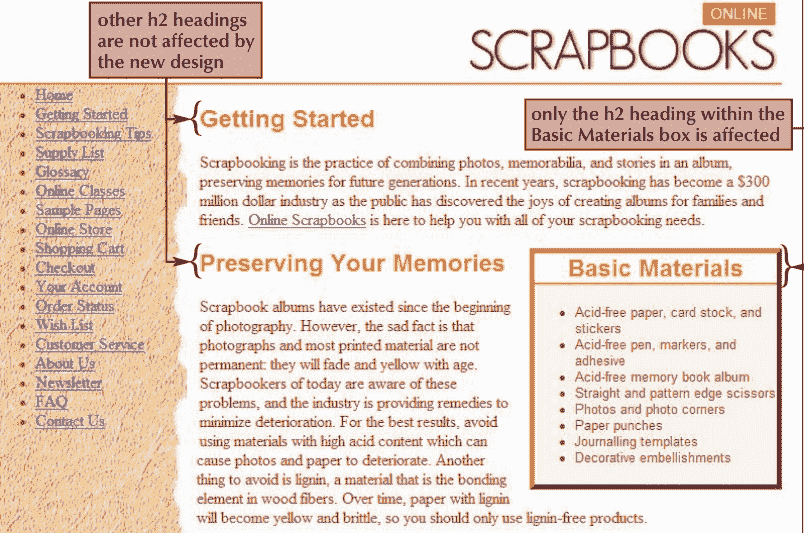 other h2 headings
are not affected by
the new design
ONLINE
SCRAPBOOKS
Home
Getting Started
Scrapbooking Tips
Supply List
Glossary
Online Classes
Sample Pages
Online Store
Shopping Cart
Checkout
Your Account
Order Status
Wish List
Customer Service
About Us
Newsletter
FAQ
Contact Us
Getting Started
only the h2 heading within the
Basic Materials box is affected
Scrapbooking is the practice of combining photos, memorabilia, and stories in an album,
preserving memories for future generations. In recent years, scrapbooking has become a $300
million dollar industry as the public has discovered the joys of creating albums for families and
friends. Online Scrapbooks is here to help you with all of your scrapbooking needs.
Preserving Your Memories
Scrapbook albums have existed since the beginning
of photography. However, the sad fact is that
photographs and most printed material are not
permanent: they will fade and yellow with age.
Scrapbookers of today are aware of these
problems, and the industry is providing remedies to
minimize deterioration. For the best results, avoid
using materials with high acid content which can
cause photos and paper to deteriorate. Another
thing to avoid is lignin, a material that is the bonding
element in wood fibers. Over time, paper with lignin
will become yellow and brittle, so you should only use lignin-free products.
Basic Materials
Acid-free paper, card stock, and
stickers
Acid-free pen, markers, and
adhesive
Acid-free memory book album
Straight and pattern edge scissors
Photos and photo corners
Paper punches
Journalling templates
Decorative embellishments